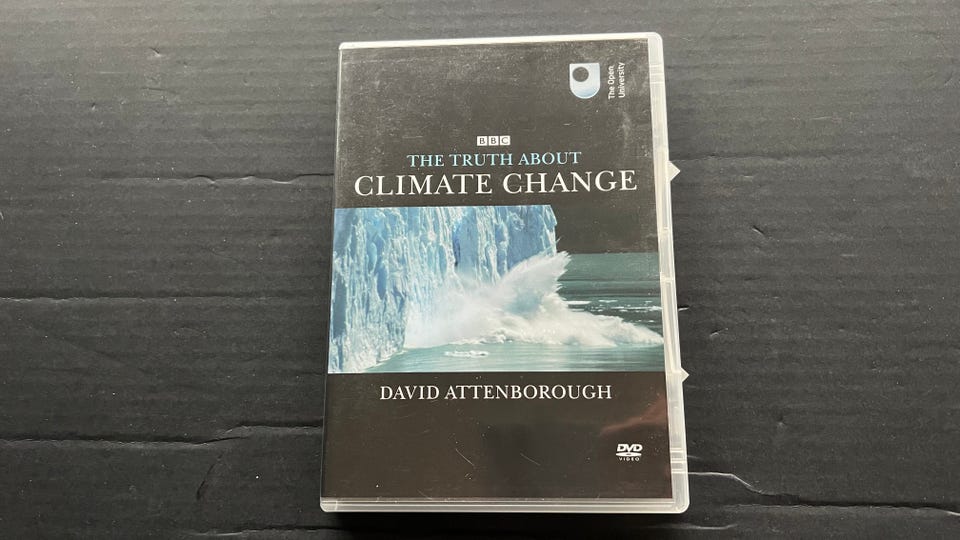 The Open
University
BBC
THE TRUTH ABOUT
CLIMATE CHANGE
DAVID ATTENBOROUGH
DVD
VIDEO